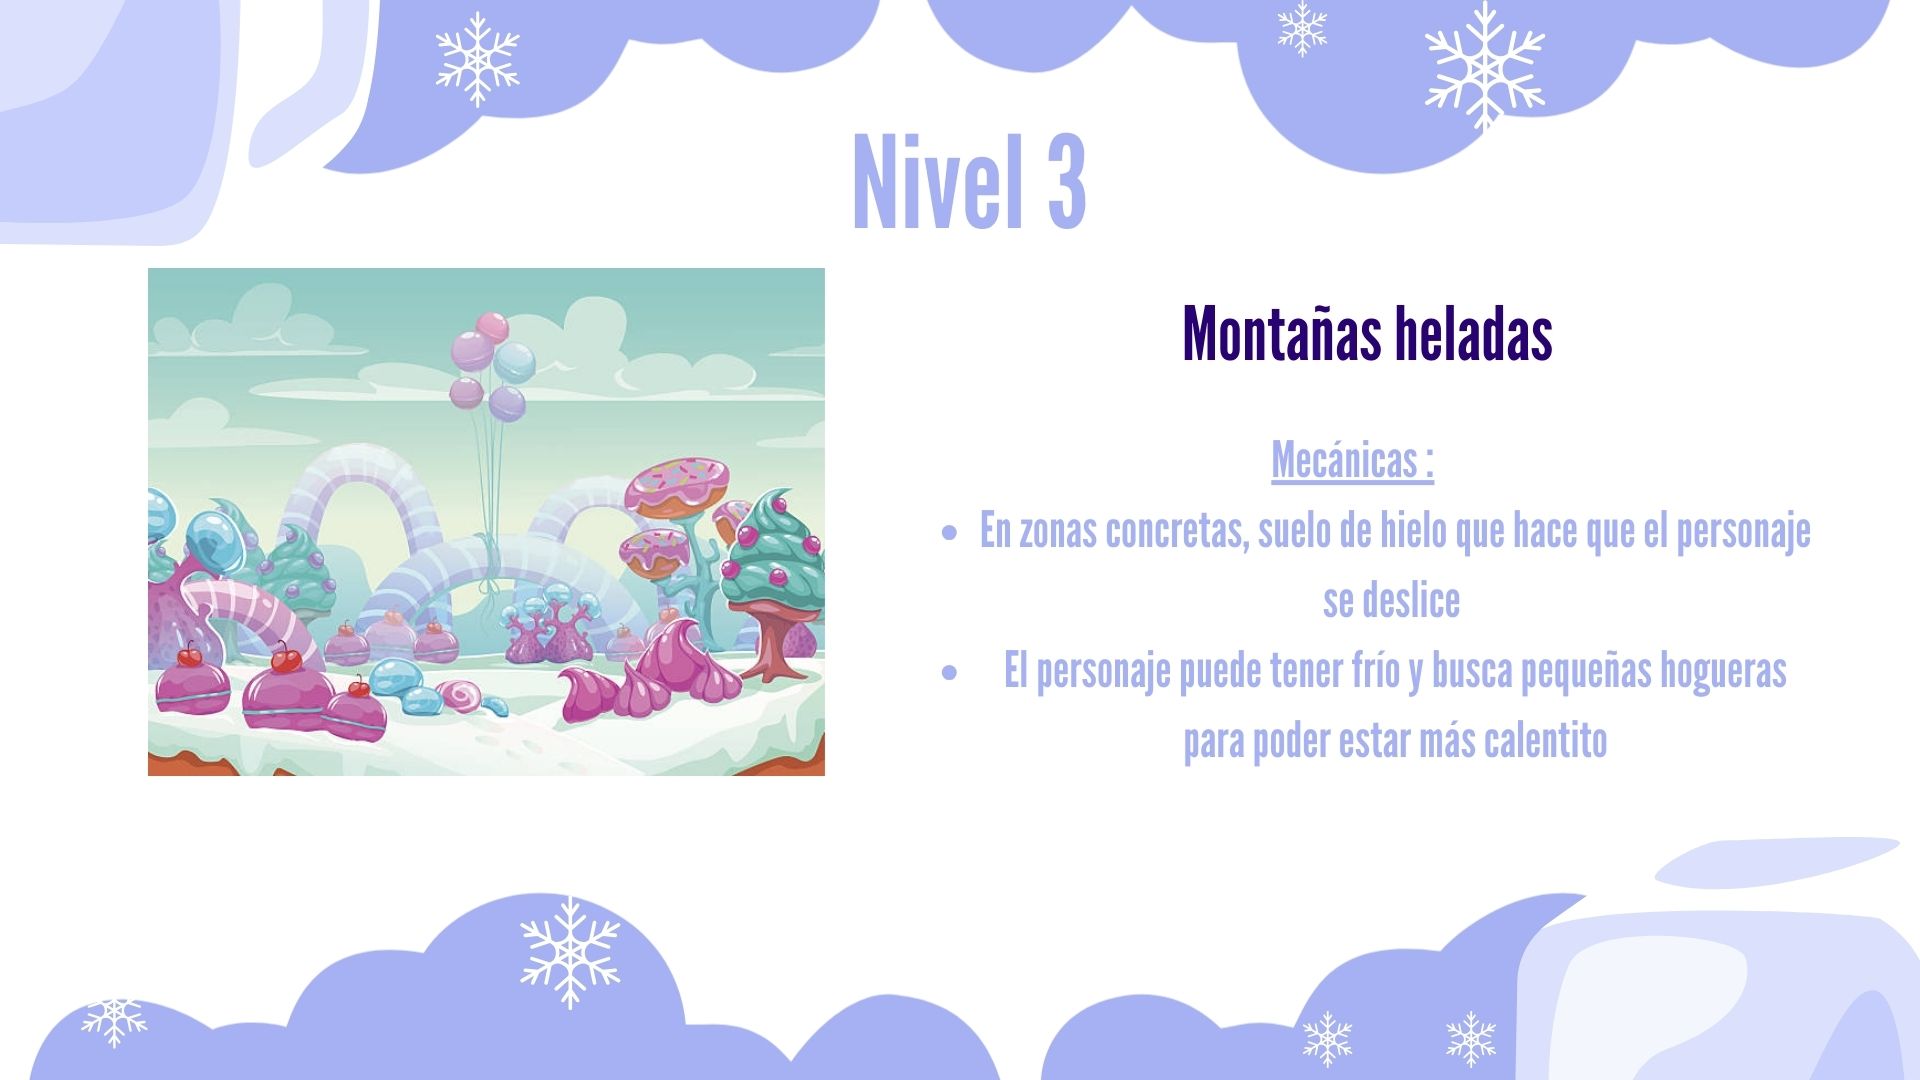 Nivel 3
Montañas heladas
Mecánicas :
• En zonas concretas, suelo de hielo que hace que el personaje
se deslice
• El personaje puede tener frío y busca pequeñas hogueras
para poder estar más calentito